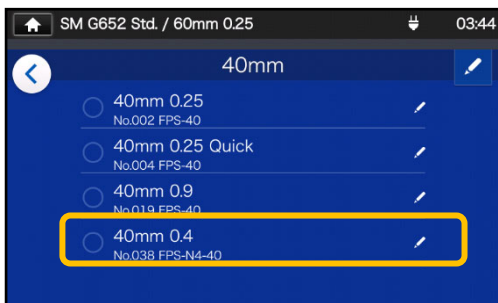 SM G652 Std. / 60mm 0.25
03:44
40mm
40mm 0.25
No.002 FPS-40
40mm 0.25 Quick
No.004 FPS-40
40mm 0.9
No.019 FPS-40
40mm 0.4
No.038 FPS-N4-40